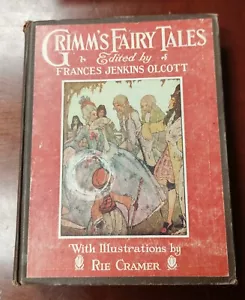 GRIMM'S FAIRY TALES
Edited by
FRANCES JENKINS OLCOTT
With Illustrations by
RIE CRAMER